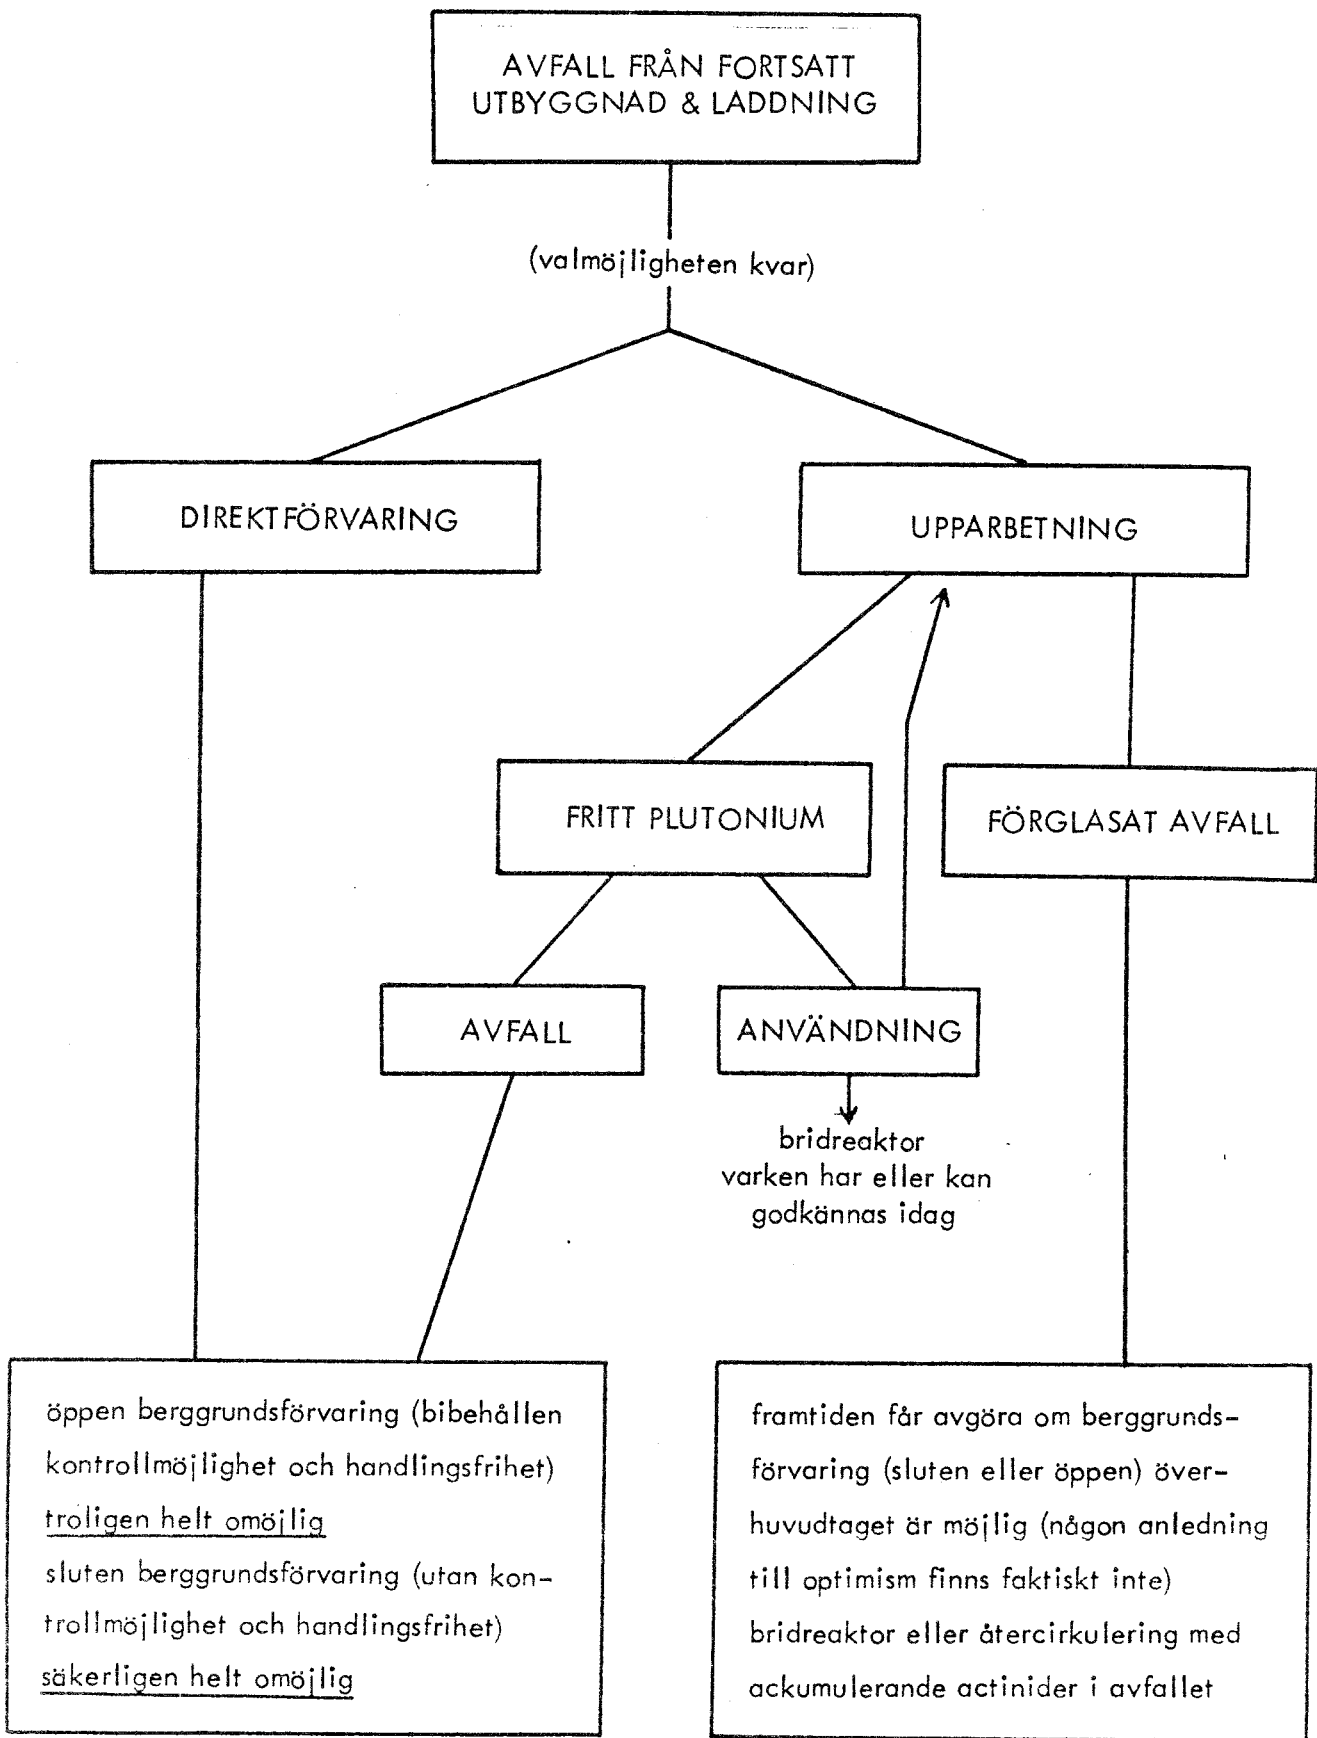 AVFALL FRÅN FORTSATT
UTBYGGNAD & LADDNING
(valmöjligheten kvar)
DIREKTFÖRVARING
UPPARBETNING
FRITT PLUTONIUM
FÖRGLASAT AVFALL
AVFALL
ANVÄNDNING
bridreaktor
varken har eller kan
godkännas idag
öppen berggrundsförvaring (bibehållen
kontrollmöjlighet och handlingsfrihet)
troligen helt omöjlig
sluten berggrundsförvaring (utan kon-
trollmöjlighet och handlingsfrihet)
säkerligen helt omöjlig
framtiden får avgöra om berggrunds-
förvaring (sluten eller öppen) över-
huvudtaget är möjlig (någon anledning
till optimism finns faktiskt inte)
bridreaktor eller återcirkulering med
ackumulerande actinider i avfallet